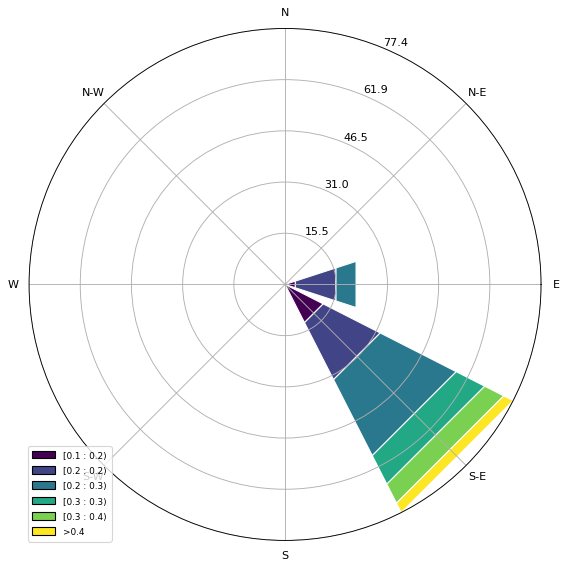 N
77.4
61.9
N-W
N-E
46.5
31.0
15.5
W
E
[0.1 : 0.2)
[0.2 : 0.2)
[0.2 : 0.3)
[0.3 : 0.3)
[0.3 : 0.4)
>0.4
S-W
S-E
S